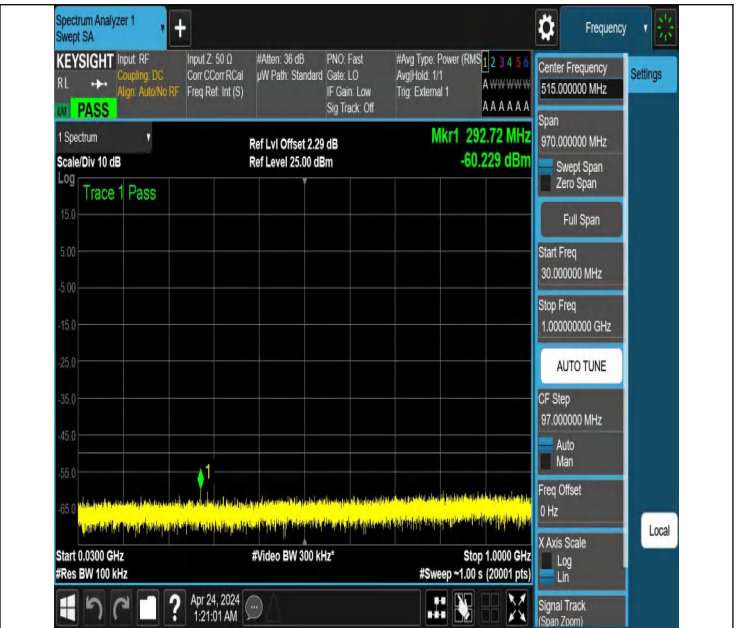 Spectrum Analyzer 1
Swept SA
+
Frequency
KEYSIGHT
RL
PASS
Input: RF
Coupling: DC
Align: Auto/No RF
Input Z: 50 Ω
Corr CCorr RCal
Freq Ref: Int (S)
#Atten: 36 dB
µW Path: Standard
PNO: Fast
Gate: LO
IF Gain: Low
Sig Track: Off
#Avg Type: Power (RMS
Avg|Hold: 1/1
Trig: External 1
1 2 3 4 5 6
A W W W W W
A A A A A A
1 Spectrum
Scale/Div 10 dB
Log
Ref Lvl Offset 2.29 dB
Ref Level 25.00 dBm
Mkr1 292.72 MHz
-60.229 dBm
Trace 1 Pass
15.0
5.00
-5.00
-15.0
-25.0
-35.0
-45.0
-55.0
-65.0
1
Start 0.0300 GHz
#Res BW 100 kHz
#Video BW 300 kHz*
Stop 1.0000 GHz
#Sweep ~1.00 s (20001 pts)
?
Apr 24, 2024
1:21:01 AM
Center Frequency
515.000000 MHz
Span
970.000000 MHz
Swept Span
Zero Span
Full Span
Start Freq
30.000000 MHz
Stop Freq
1.000000000 GHz
AUTO TUNE
CF Step
97.000000 MHz
Auto
Man
Freq Offset
0 Hz
X Axis Scale
Log
Lin
Signal Track
(Span Zoom)
Settings
Local